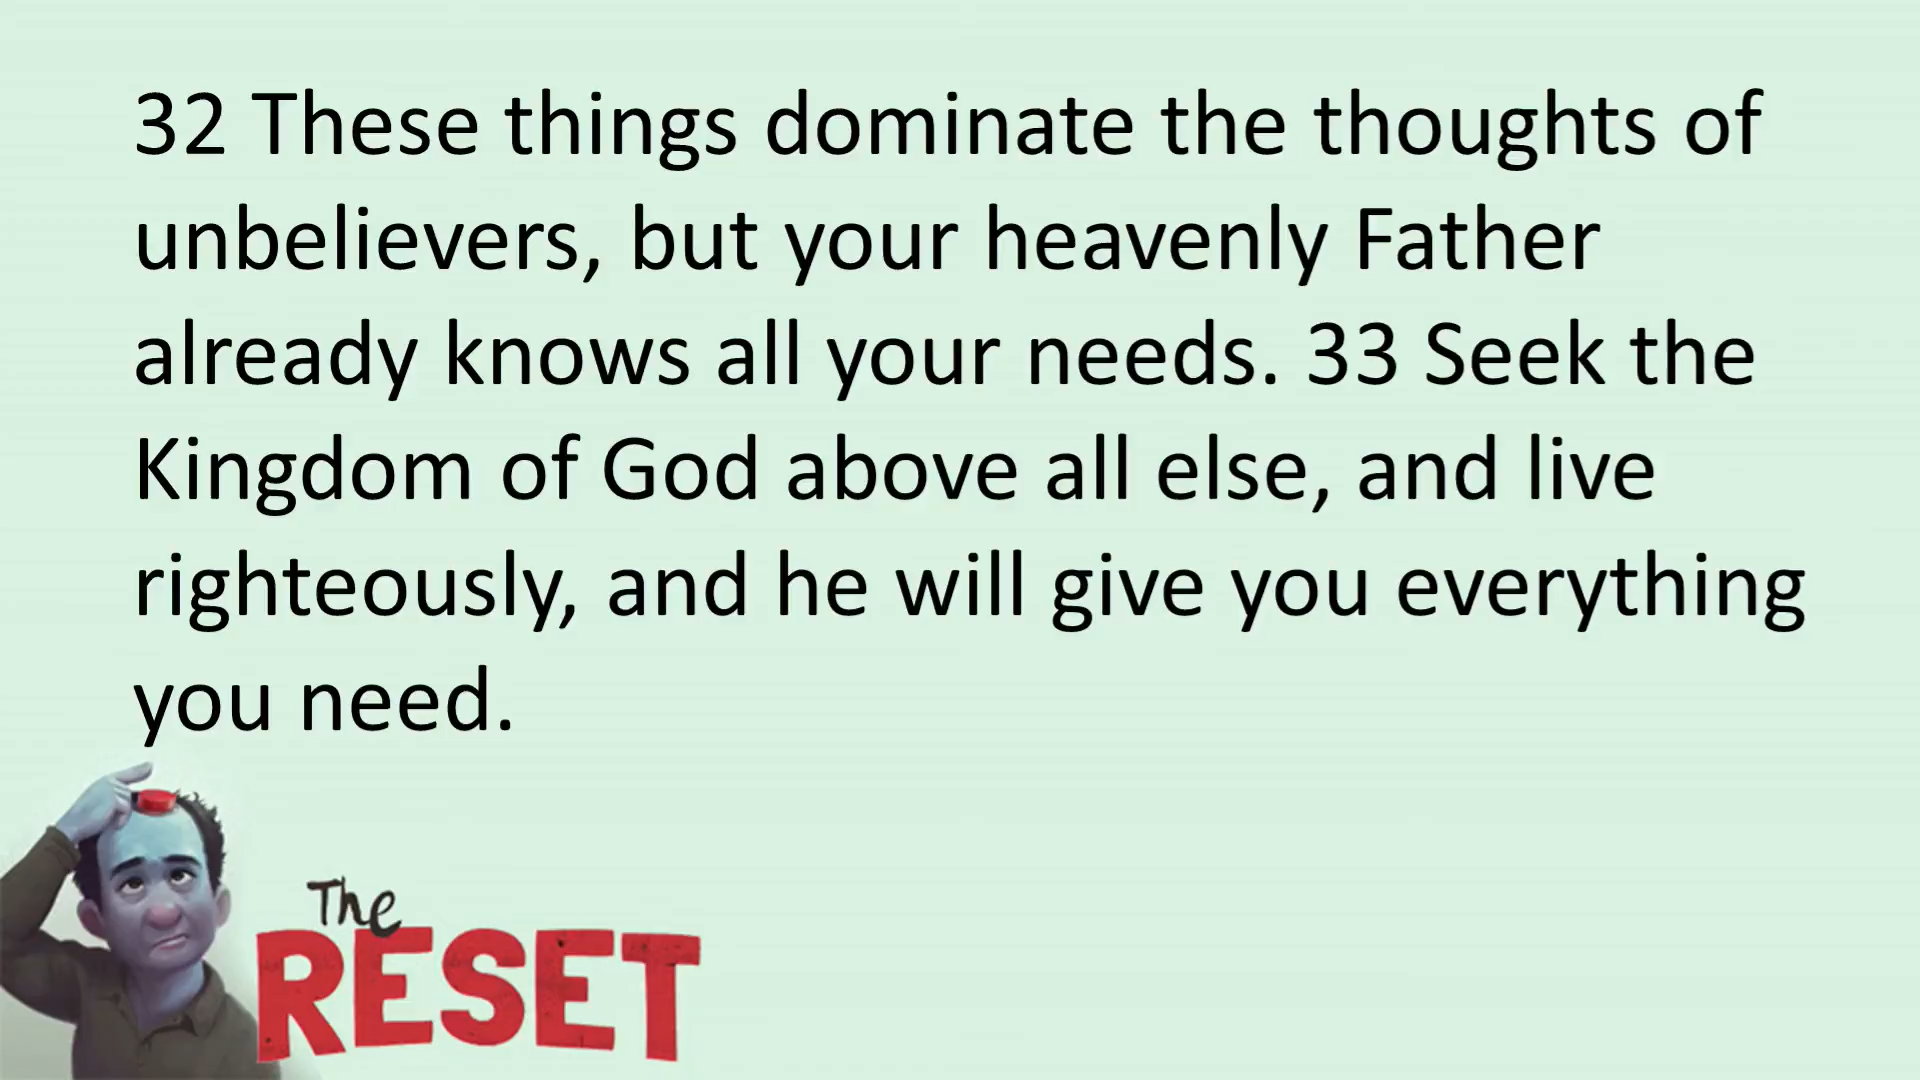 32 These things dominate the thoughts of
unbelievers, but your heavenly Father
already knows all your needs. 33 Seek the
Kingdom of God above all else, and live
righteously, and he will give you everything
you need.
The
RESET